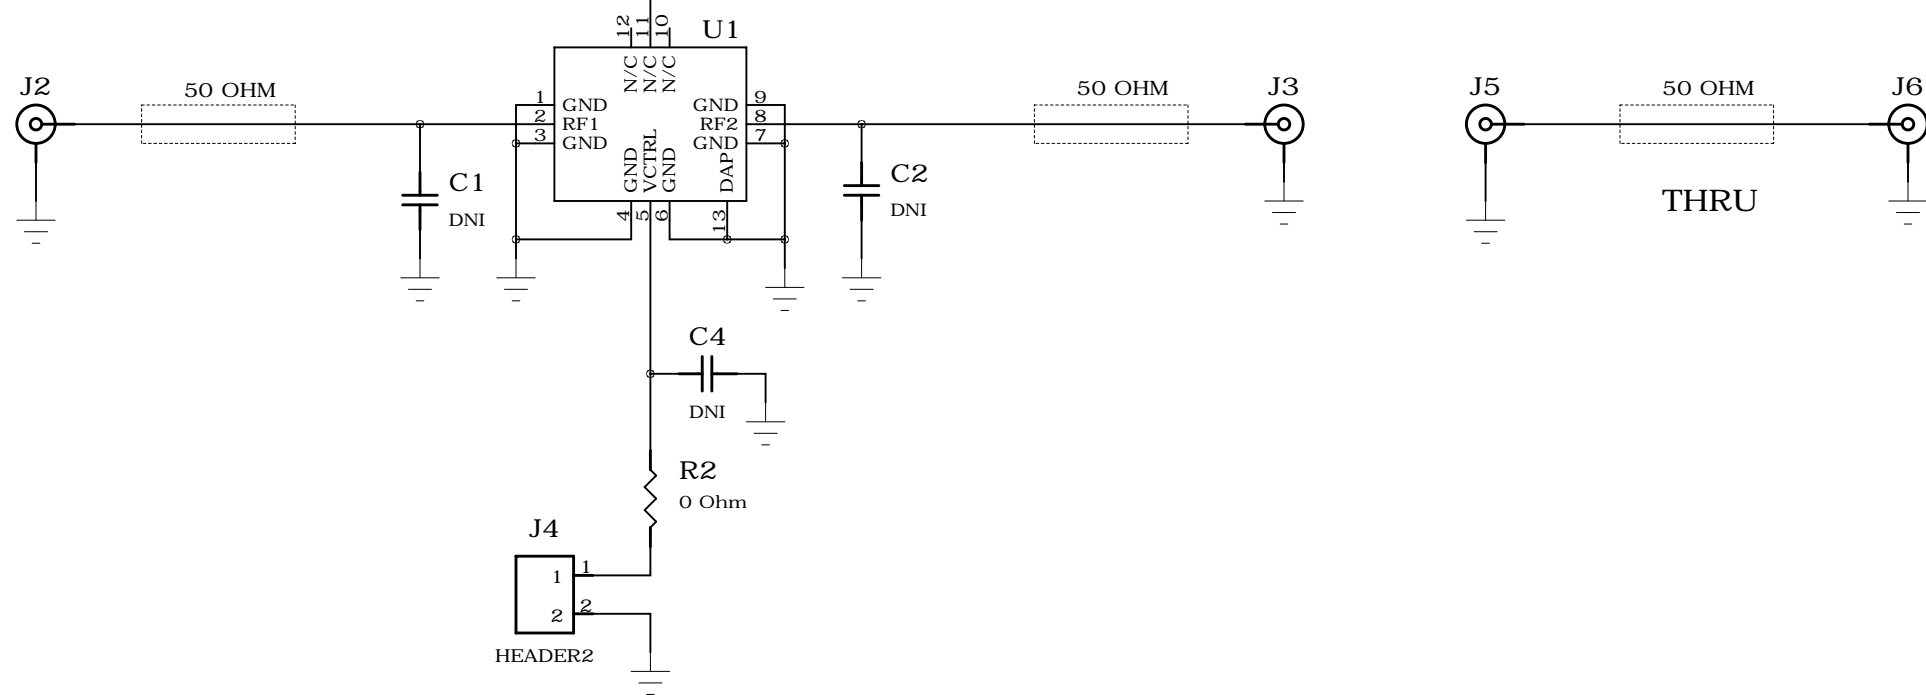 12
11
10
U1
J2
50 OHM
N/C
N/C
N/C
50 OHM
J3
J5
50 OHM
J6
1
GND
GND
9
2
RF1
RF2
8
3
GND
GND
7
GND
VCTRL
GND
DAP
4
5
6
13
C1
DNI
C2
DNI
THRU
C4
DNI
R2
0 Ohm
J4
1
1
2
2
HEADER2